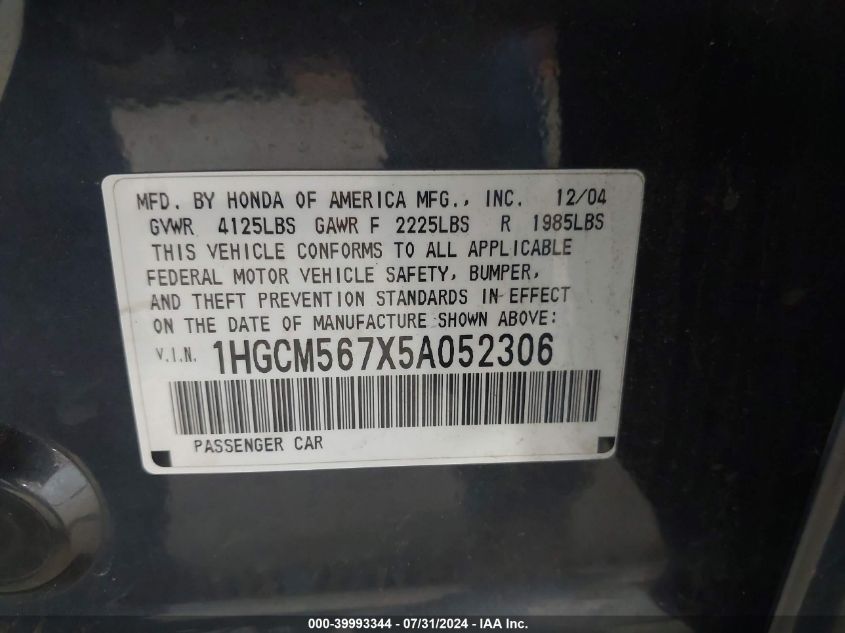 MFD. BY HONDA OF AMERICA MFG., INC. 12/04
GVWR 4125LBS GAWR F 2225LBS R 1985LBS
THIS VEHICLE CONFORMS TO ALL APPLICABLE
FEDERAL MOTOR VEHICLE SAFETY, BUMPER,
AND THEFT PREVENTION STANDARDS IN EFFECT
ON THE DATE OF MANUFACTURE SHOWN ABOVE:
V.I.N. 1HGCM567X5A052306
PASSENGER CAR
000-39993344 / 07/31/2024 - IAA Inc.